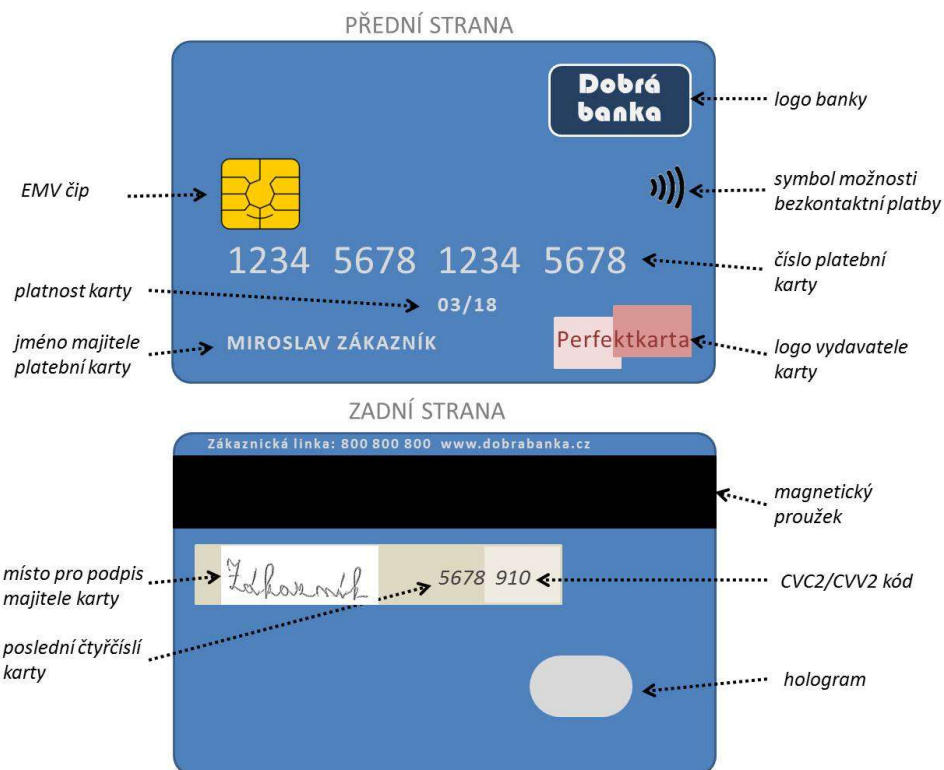 PŘEDNÍ STRANA
Dobrá
banka
logo banky
EMV čip
symbol možnosti
bezkontaktní platby
1234 5678 1234 5678
číslo platební
karty
platnost karty
03/18
jméno majitele
platební karty
MIROSLAV ZÁKAZNÍK
Perfektkarta
logo vydavatele
karty
ZADNÍ STRANA
Zákaznická linka: 800 800 800 www.dobrabanka.cz
magnetický
proužek
místo pro podpis
majitele karty
Zákazník
5678 910
CVC2/CVV2 kód
poslední čtyřčíslí
karty
hologram